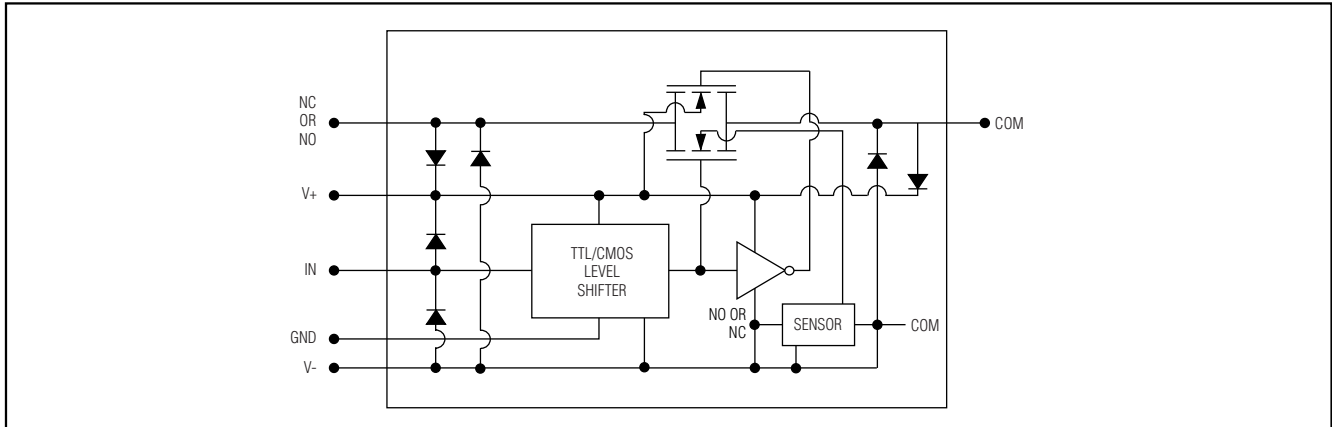 NC
OR
NO
COM
V+
IN
TTL/CMOS
LEVEL
SHIFTER
NO OR
NC
SENSOR
COM
GND
V-